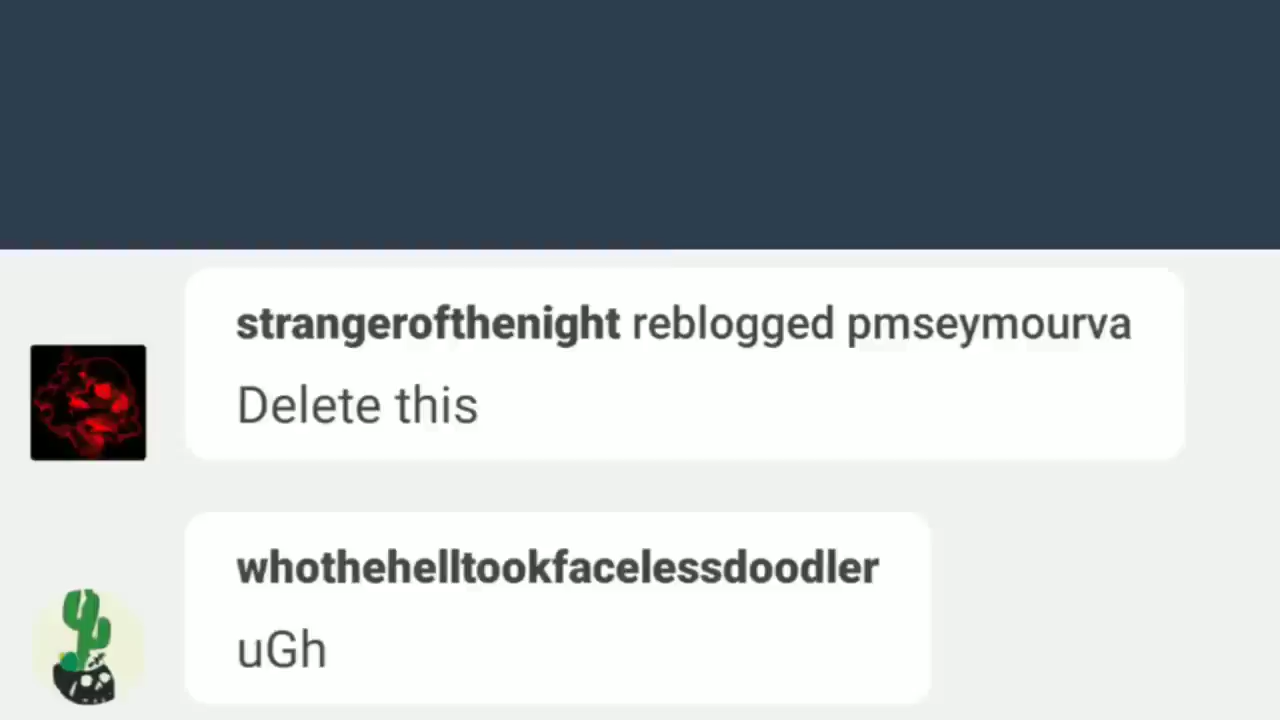 strangerofthenight reblogged pmseymourva
Delete this
whothehelltookfacelessdoodler
uGh